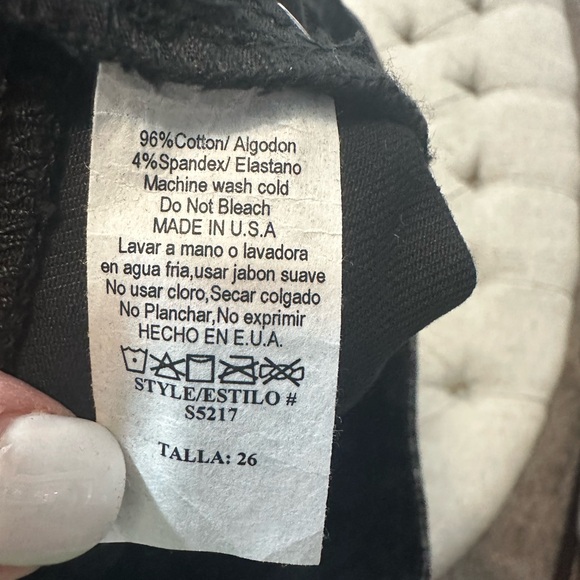 96%Cotton/ Algodon
4%Spandex/ Elastano
Machine wash cold
Do Not Bleach
MADE IN U.S.A
Lavar a mano o lavadora
en agua fria,usar jabon suave
No usar cloro,Secar colgado
No Planchar,No exprimir
HECHO EN E.U.A.
STYLE/ESTILO #
S5217
TALLA: 26